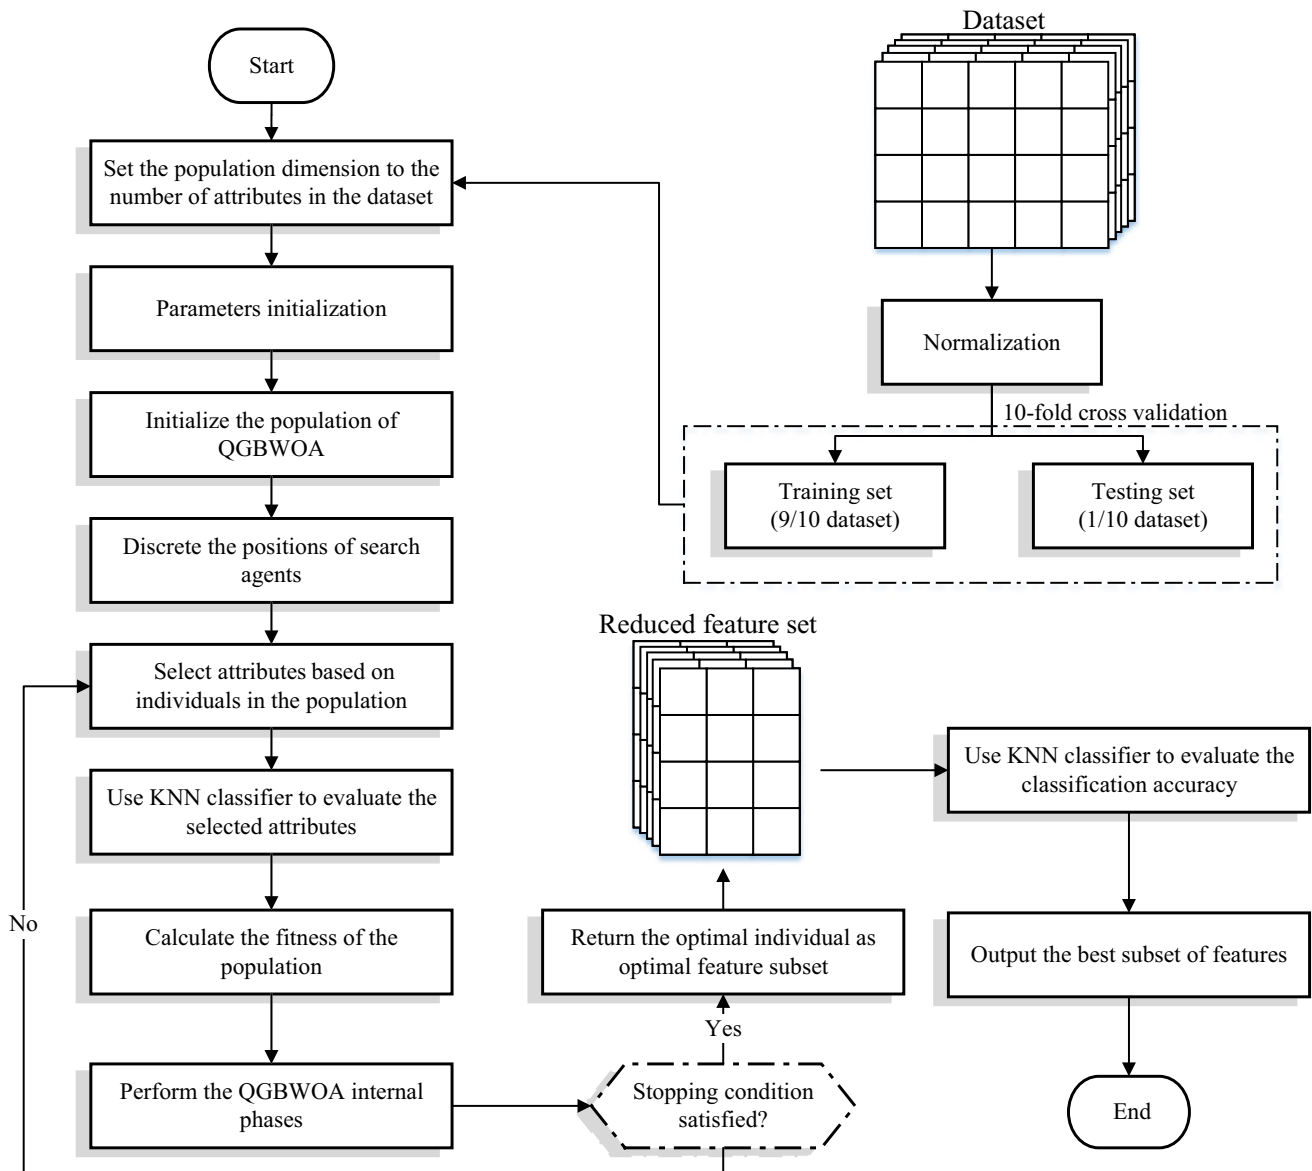 Start
Set the population dimension to the
number of attributes in the dataset
Parameters initialization
Initialize the population of
QGBWOA
Discrete the positions of search
agents
Select attributes based on
individuals in the population
Use KNN classifier to evaluate the
selected attributes
Calculate the fitness of the
population
Perform the QGBWOA internal
phases
No
Dataset
Normalization
10-fold cross validation
Training set
(9/10 dataset)
Testing set
(1/10 dataset)
Reduced feature set
Return the optimal individual as
optimal feature subset
Yes
Stopping condition
satisfied?
Use KNN classifier to evaluate the
classification accuracy
Output the best subset of features
End